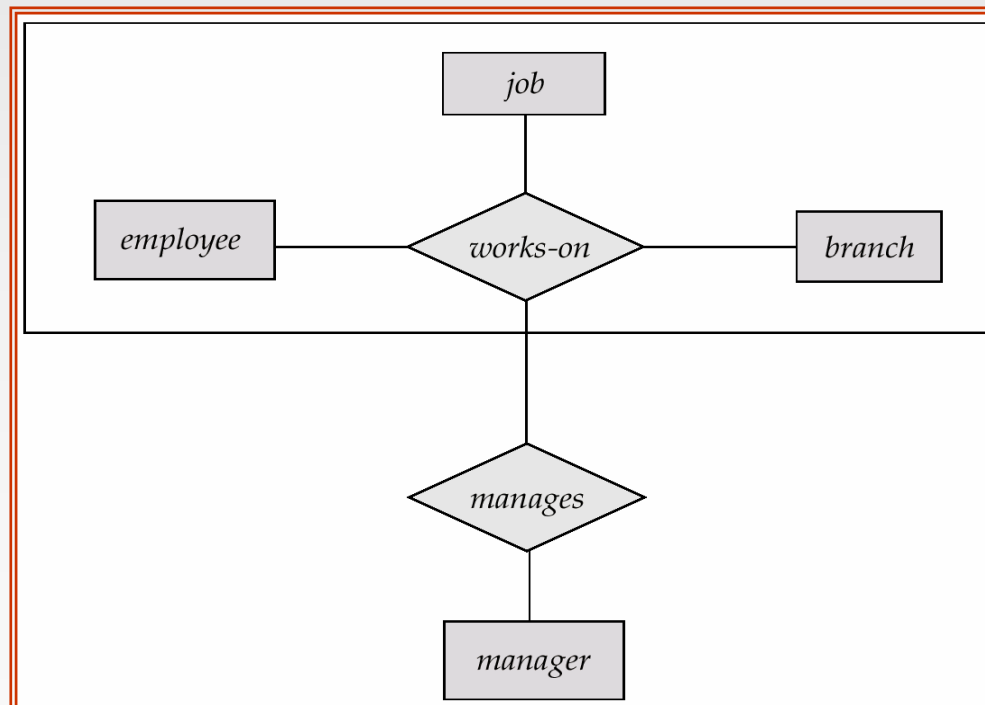 job
employee
works-on
branch
manages
manager